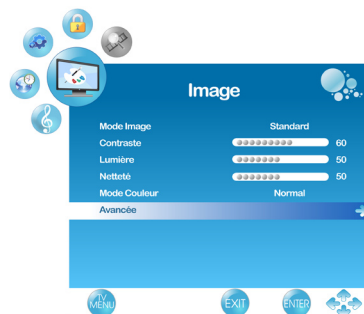 Image
Mode Image Standard
Contraste 60
Lumière 50
Netteté 50
Mode Couleur Normal
Avancée
TV MENU EXIT ENTER